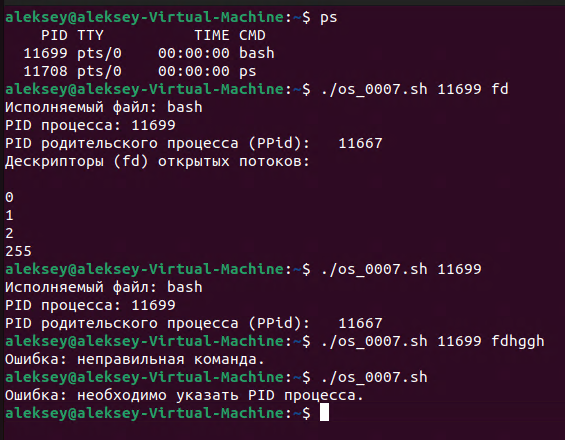 aleksey@aleksey-Virtual-Machine:~$ ps
    PID TTY          TIME CMD
  11699 pts/0    00:00:00 bash
  11708 pts/0    00:00:00 ps
aleksey@aleksey-Virtual-Machine:~$ ./os_0007.sh 11699 fd
Исполняемый файл: bash
PID процесса: 11699
PID родительского процесса (PPid):   11667
Дескрипторы (fd) открытых потоков:

0
1
2
255
aleksey@aleksey-Virtual-Machine:~$ ./os_0007.sh 11699
Исполняемый файл: bash
PID процесса: 11699
PID родительского процесса (PPid):   11667
aleksey@aleksey-Virtual-Machine:~$ ./os_0007.sh 11699 fdhggh
Ошибка: неправильная команда.
aleksey@aleksey-Virtual-Machine:~$ ./os_0007.sh
Ошибка: необходимо указать PID процесса.
aleksey@aleksey-Virtual-Machine:~$